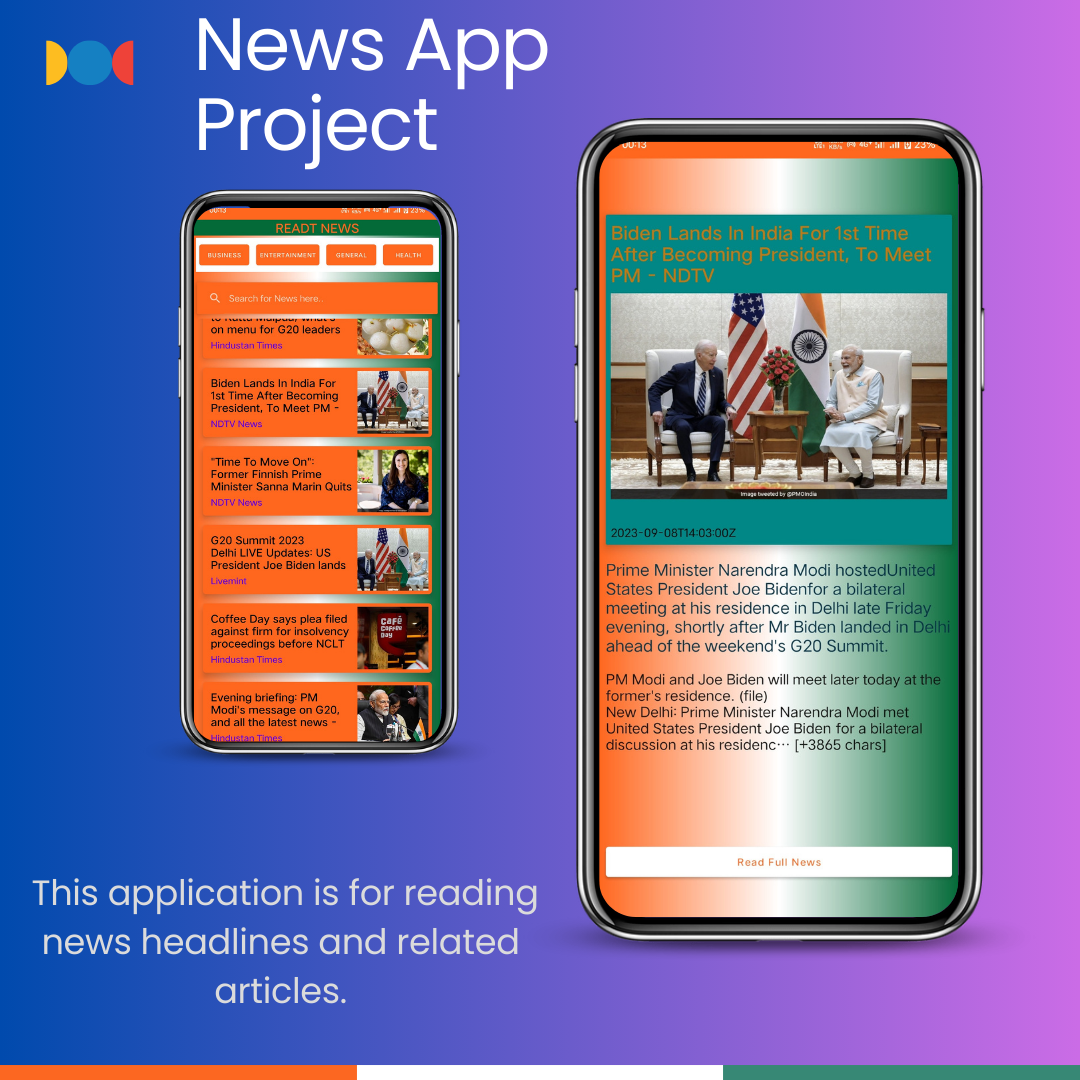 News App
Project
00:13
23%
READT NEWS
BUSINESS
ENTERTAINMENT
GENERAL
HEALTH
Search for News here..
on menu for G20 leaders
Hindustan Times
Biden Lands In India For
1st Time After Becoming
President, To Meet PM -
NDTV News
"Time To Move On":
Former Finnish Prime
Minister Sanna Marin Quits
NDTV News
G20 Summit 2023
Delhi LIVE Updates: US
President Joe Biden lands
Livemint
Coffee Day says plea filed
against firm for insolvency
proceedings before NCLT
Hindustan Times
Café
Coffee
Day
Evening briefing: PM
Modi's message on G20,
and all the latest news -
Hindustan Times
00:13
4G+
23%
Biden Lands In India For 1st Time
After Becoming President, To Meet
PM - NDTV
Image tweeted by @PMOIndia
2023-09-08T14:03:00Z
Prime Minister Narendra Modi hostedUnited
States President Joe Bidenfor a bilateral
meeting at his residence in Delhi late Friday
evening, shortly after Mr Biden landed in Delhi
ahead of the weekend's G20 Summit.
PM Modi and Joe Biden will meet later today at the
former's residence. (file)
New Delhi: Prime Minister Narendra Modi met
United States President Joe Biden for a bilateral
discussion at his residenc… [+3865 chars]
Read Full News
This application is for reading
news headlines and related
articles.